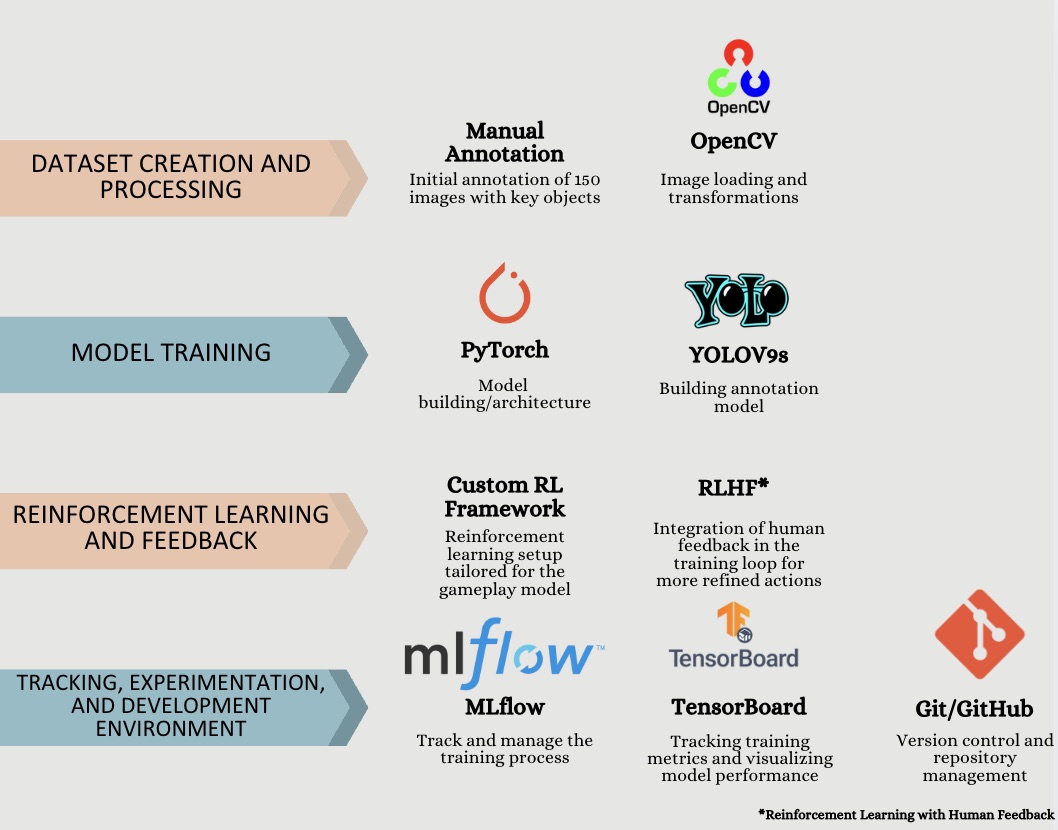 OpenCV
Manual
Annotation
OpenCV
DATASET CREATION AND
PROCESSING
Initial annotation of 150
images with key objects
Image loading and
transformations
YOLO
MODEL TRAINING
PyTorch
YOLOV9s
Model
building/architecture
Building annotation
model
REINFORCEMENT LEARNING
AND FEEDBACK
Custom RL
Framework
RLHF*
Reinforcement
learning setup
tailored for the
gameplay model
Integration of human
feedback in the
training loop for
more refined actions
mlflow™
TF
TensorBoard
TRACKING, EXPERIMENTATION,
AND DEVELOPMENT
ENVIRONMENT
MLflow
TensorBoard
Git/GitHub
Track and manage the
training process
Tracking training
metrics and visualizing
model performance
Version control and
repository
management
*Reinforcement Learning with Human Feedback